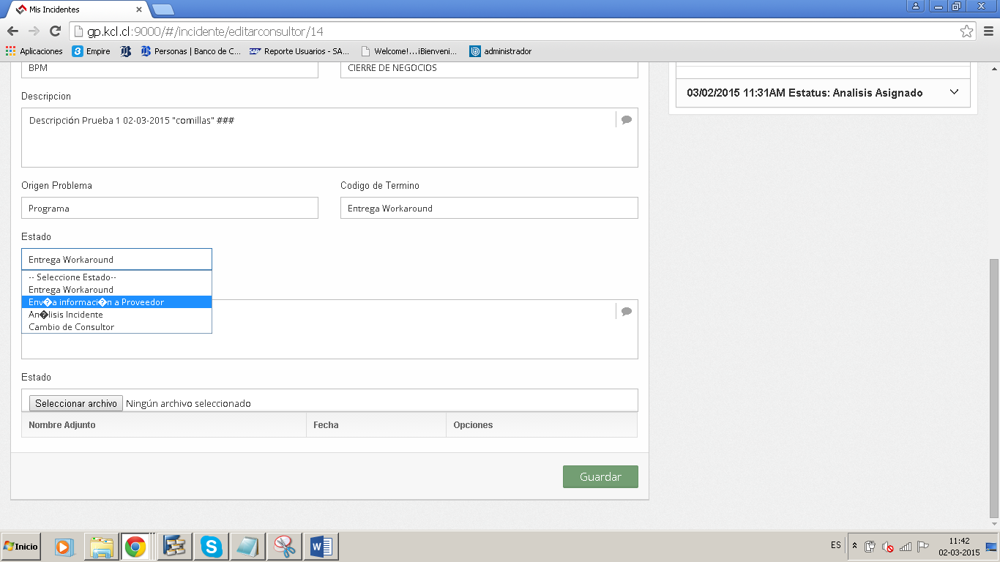 Mis Incidentes
gp.kcl.cl:9000/#/incidente/editarconsultor/14
Aplicaciones Empire Personas | Banco de C... Reporte Usuarios - SA... Welcome!...¡Bienveni... administrador
BPM CIERRE DE NEGOCIOS
Descripcion
Descripción Prueba 1 02-03-2015 "comillas" ###
03/02/2015 11:31AM Estatus: Analisis Asignado
Origen Problema Codigo de Termino
Programa Entrega Workaround
Estado
Entrega Workaround
-- Seleccione Estado--
Entrega Workaround
Env�a informaci�n a Proveedor
An�lisis Incidente
Cambio de Consultor
Estado
Seleccionar archivo Ningún archivo seleccionado
Nombre Adjunto Fecha Opciones
Guardar
Inicio ES 11:42
02-03-2015